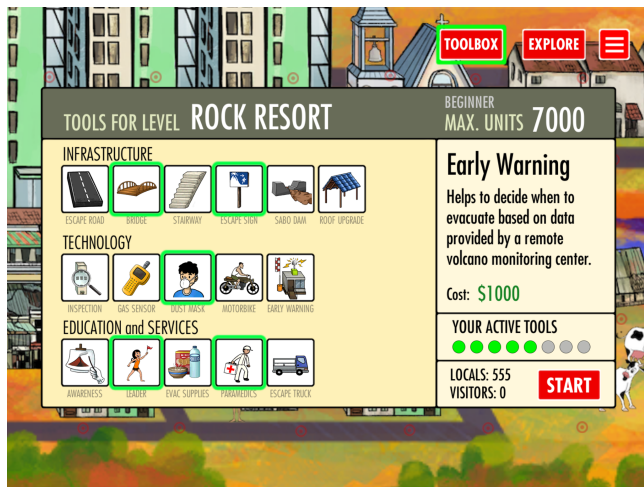 TOOLBOX
EXPLORE
TOOLS FOR LEVEL ROCK RESORT
BEGINNER
MAX. UNITS 7000
INFRASTRUCTURE
ESCAPE ROAD
BRIDGE
STAIRWAY
ESCAPE SIGN
SABO DAM
ROOF UPGRADE
TECHNOLOGY
INSPECTION
GAS SENSOR
DUST MASK
MOTORBIKE
EARLY WARNING
EDUCATION and SERVICES
AWARENESS
LEADER
EVAC SUPPLIES
PARAMEDICS
ESCAPE TRUCK
Early Warning
Helps to decide when to
evacuate based on data
provided by a remote
volcano monitoring center.
Cost: $1000
YOUR ACTIVE TOOLS
LOCALS: 555
VISITORS: 0
START